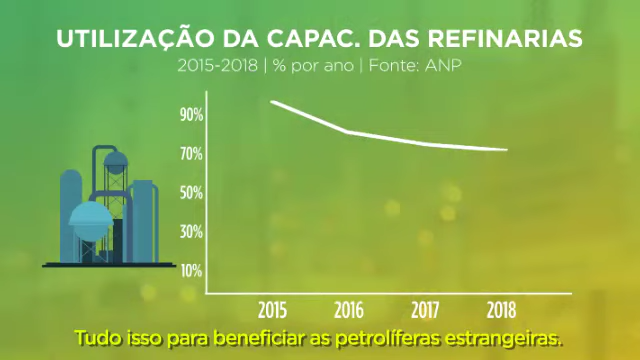 UTILIZAÇÃO DA CAPAC. DAS REFINARIAS
2015-2018 | % por ano | Fonte: ANP
90%
70%
50%
30%
10%
2015 2016 2017 2018
Tudo isso para beneficiar as petrolíferas estrangeiras.